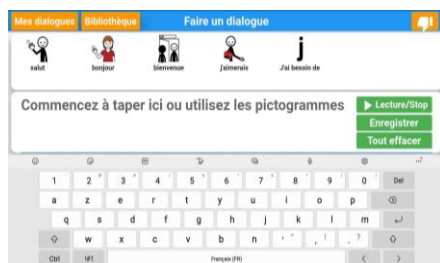 Mes dialogues Bibliothèque Faire un dialogue
salut bonjour bienvenue j'aimerais J'ai besoin de
Commencez à taper ici ou utilisez les pictogrammes
Lecture/Stop
Enregistrer
Tout effacer
1 2 3 4 5 6 7 8 9 0 Del
a z e r t y u i o p
q s d f g h j k l m
w x c v b n , ! . ?
Ctrl !#1 Français (FR) < >